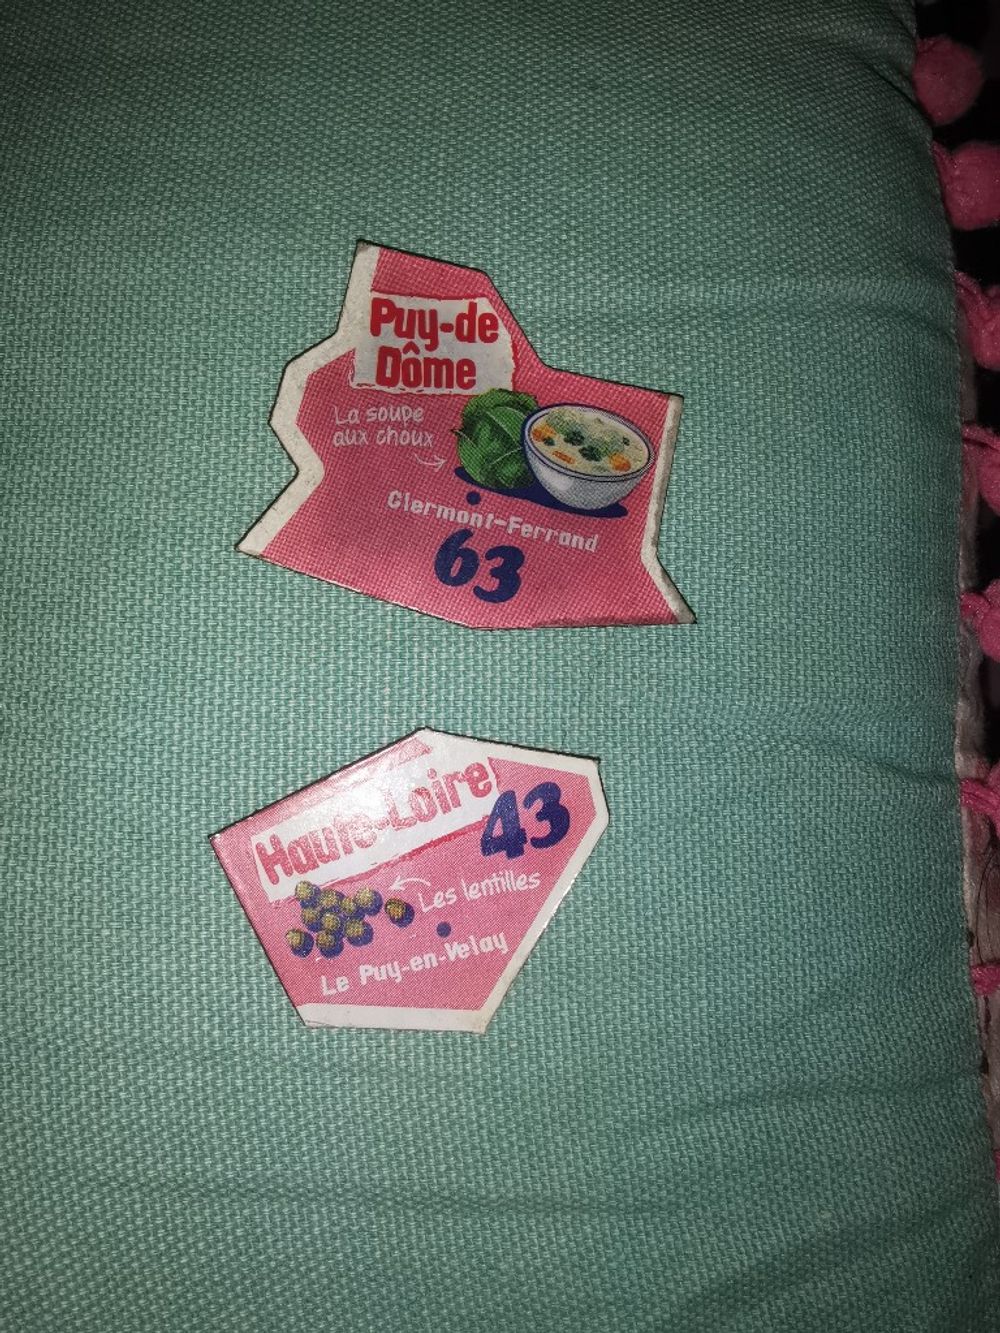 Puy-de
Dôme
La soupe
aux choux
Clermont-Ferrand
63
Haute-Loire
43
Les lentilles
Le Puy-en-Velay